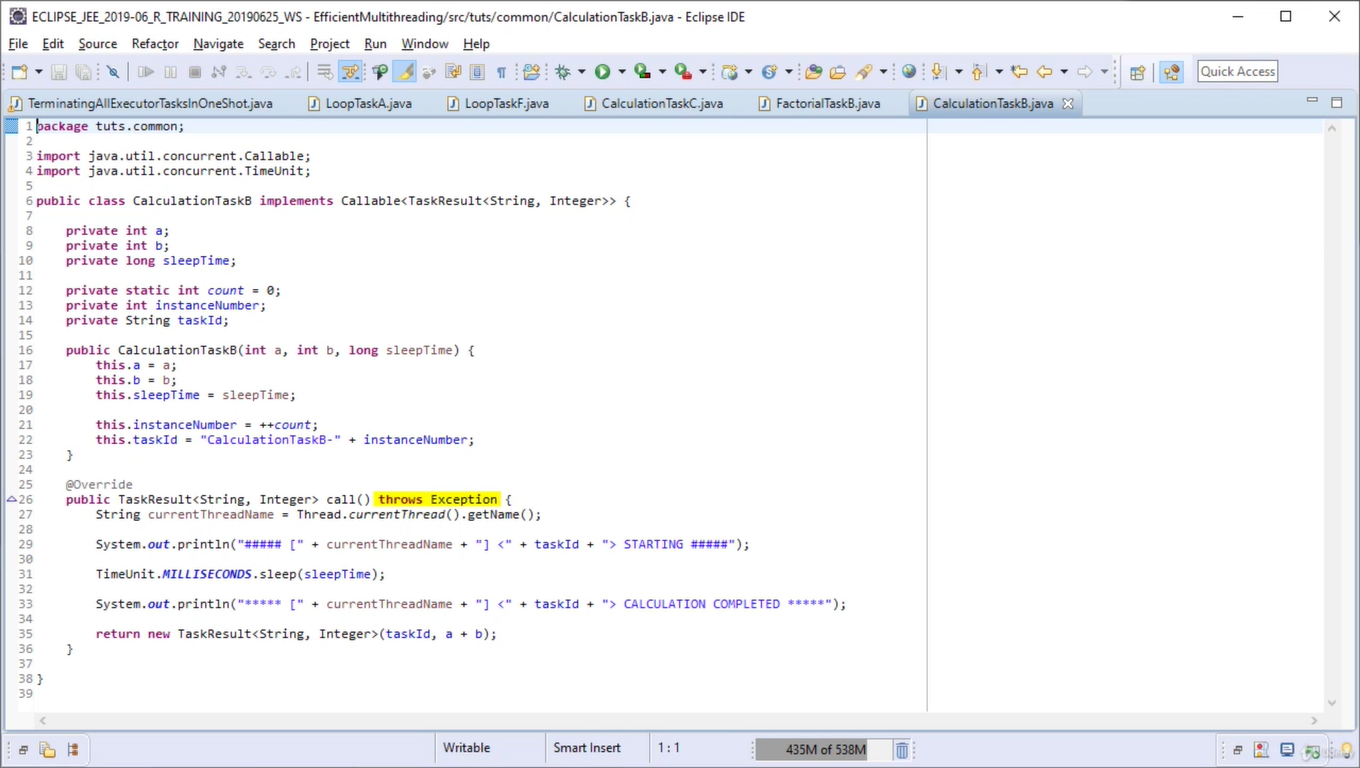 ECLIPSE_JEE_2019-06_R_TRAINING_20190625_WS - EfficientMultithreading/src/tuts/common/CalculationTaskB.java - Eclipse IDE
File Edit Source Refactor Navigate Search Project Run Window Help
Quick Access
TerminatingAllExecutorTasksInOneShot.java LoopTaskA.java LoopTaskF.java CalculationTaskC.java FactorialTaskB.java CalculationTaskB.java
1 package tuts.common;
2
3 import java.util.concurrent.Callable;
4 import java.util.concurrent.TimeUnit;
5
6 public class CalculationTaskB implements Callable<TaskResult<String, Integer>> {
7
8 private int a;
9 private int b;
10 private long sleepTime;
11
12 private static int count = 0;
13 private int instanceNumber;
14 private String taskId;
15
16 public CalculationTaskB(int a, int b, long sleepTime) {
17 this.a = a;
18 this.b = b;
19 this.sleepTime = sleepTime;
20
21 this.instanceNumber = ++count;
22 this.taskId = "CalculationTaskB-" + instanceNumber;
23 }
24
25 @Override
26 public TaskResult<String, Integer> call() throws Exception {
27 String currentThreadName = Thread.currentThread().getName();
28
29 System.out.println("##### [" + currentThreadName + "] <" + taskId + "> STARTING #####");
30
31 TimeUnit.MILLISECONDS.sleep(sleepTime);
32
33 System.out.println("***** [" + currentThreadName + "] <" + taskId + "> CALCULATION COMPLETED *****");
34
35 return new TaskResult<String, Integer>(taskId, a + b);
36 }
37
38 }
39
Writable Smart Insert 1 : 1 435M of 538M